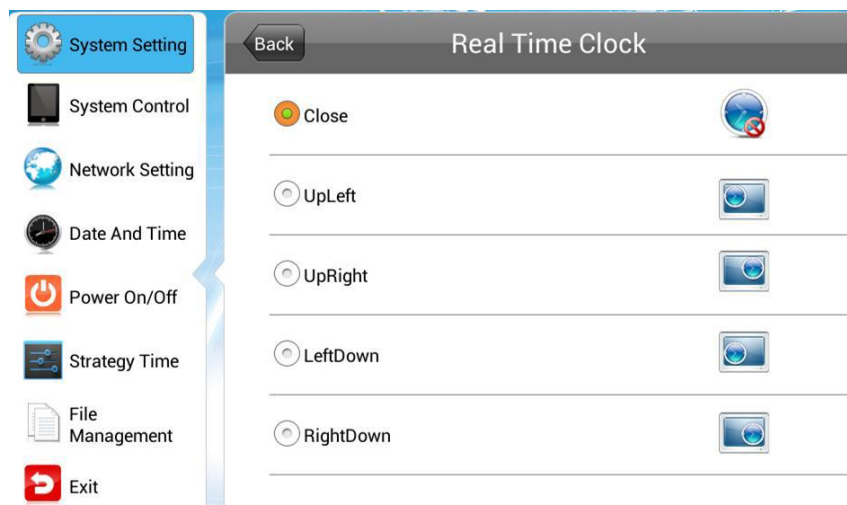 System Setting
System Control
Network Setting
Date And Time
Power On/Off
Strategy Time
File
Management
Exit
Back
Real Time Clock
Close
UpLeft
UpRight
LeftDown
RightDown